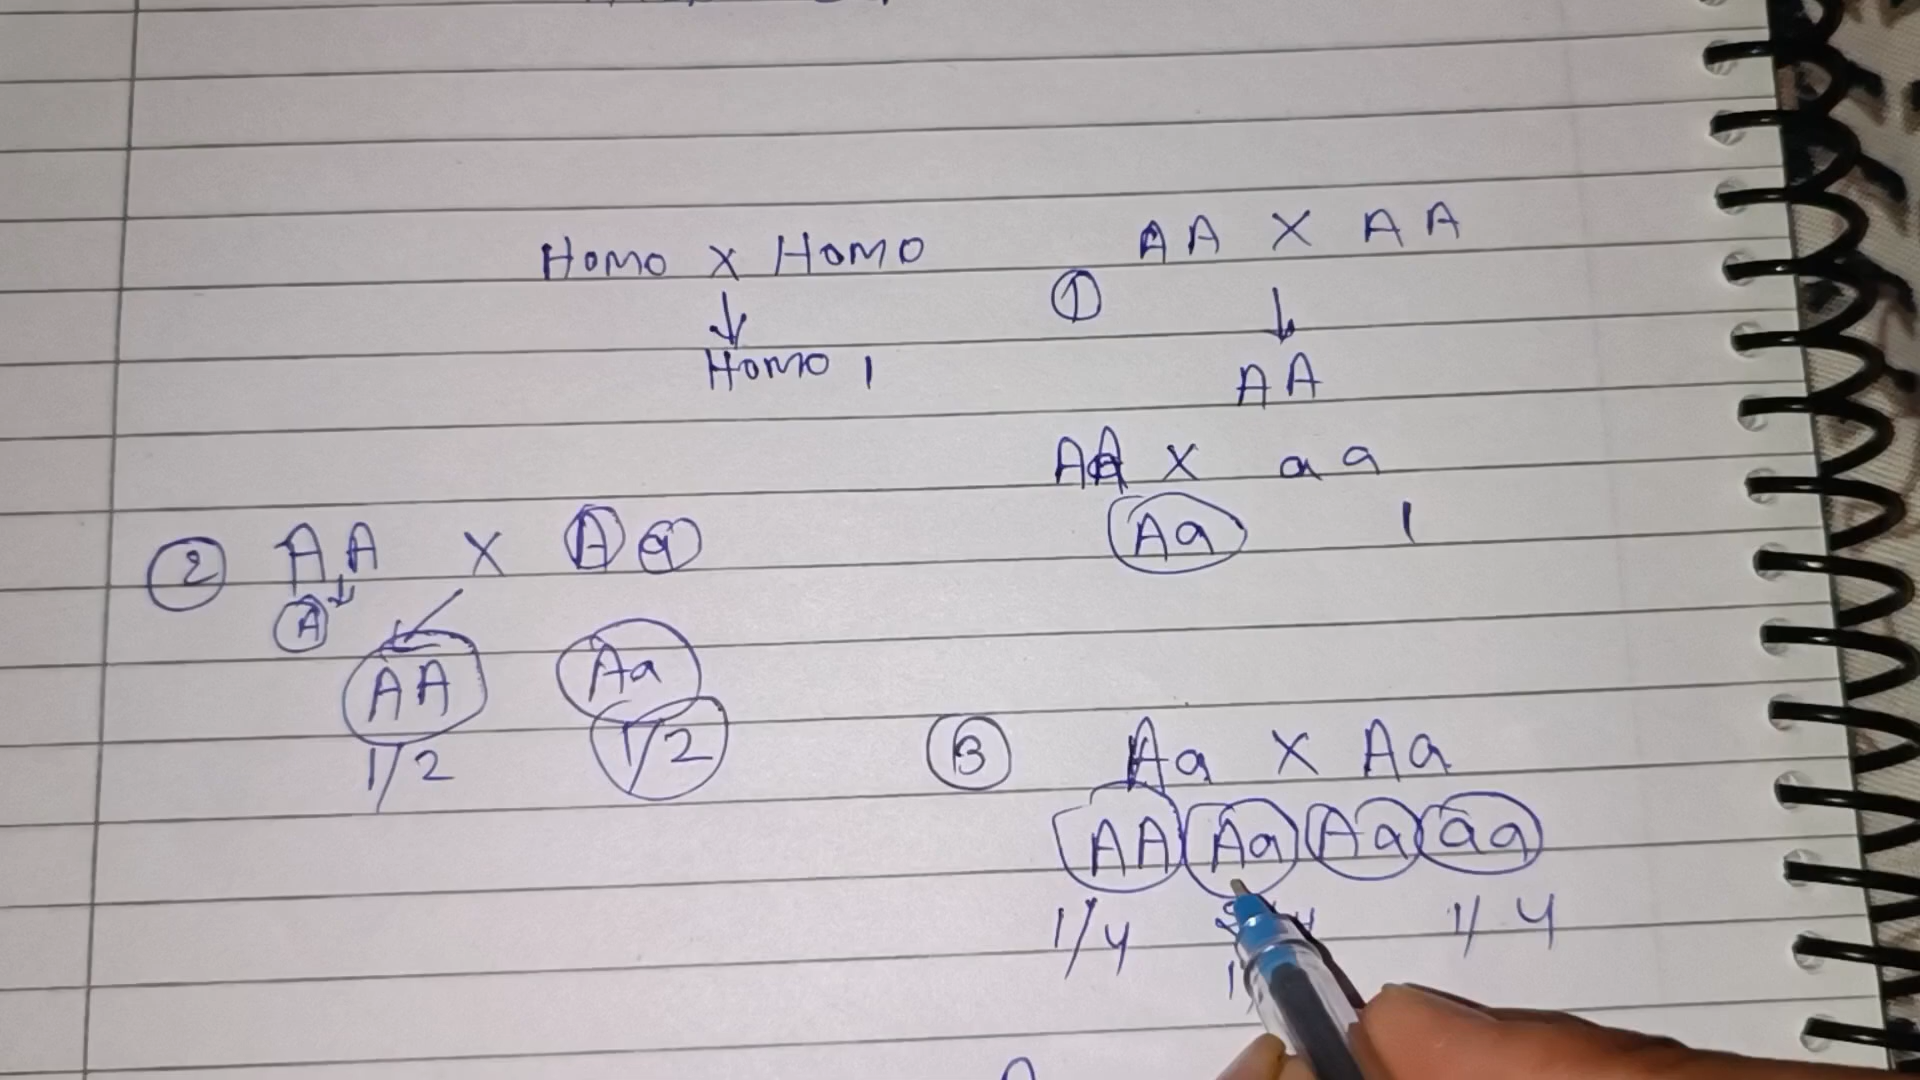 Homo X Homo
Homo 1
AA X AA
①
AA
AA X aa
Aa 1
② AA X Aa
A
AA Aa
1/2 1/2
③ Aa X Aa
AA Aa Aa aa
1/4 1/4